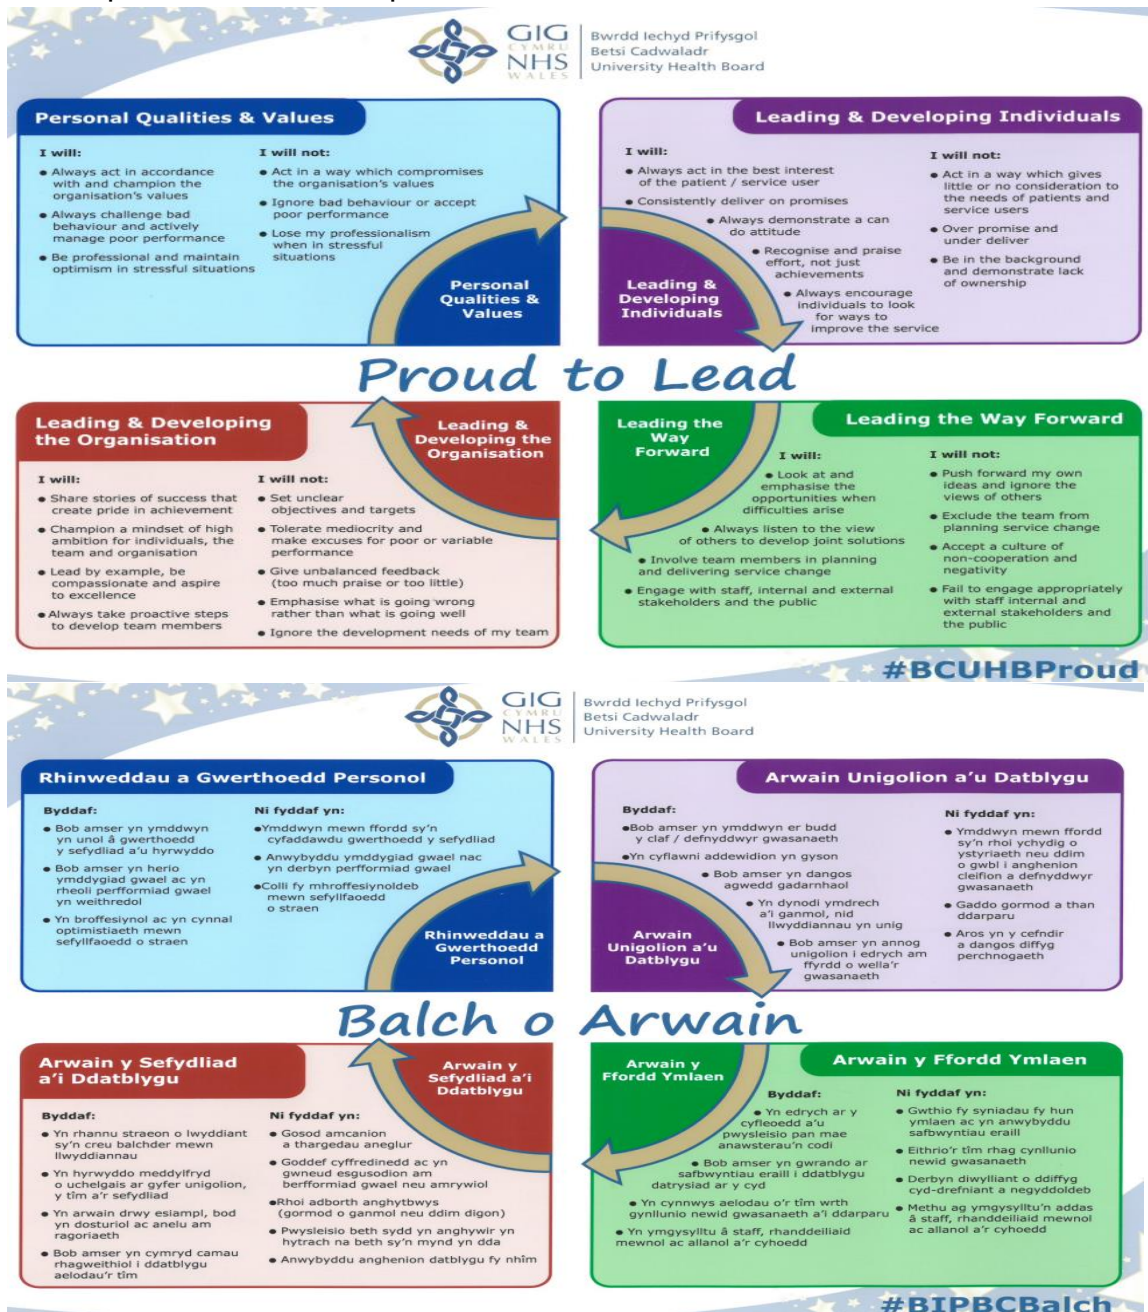 GIG
CYMRU
NHS
WALES
Bwrdd Iechyd Prifysgol
Betsi Cadwaladr
University Health Board
Personal Qualities & Values
I will:
• Always act in accordance
with and champion the
organisation's values
• Always challenge bad
behaviour and actively
manage poor performance
• Be professional and maintain
optimism in stressful situations
I will not:
• Act in a way which compromises
the organisation's values
• Ignore bad behaviour or accept
poor performance
• Lose my professionalism
when in stressful
situations
Personal
Qualities &
Values
Leading & Developing Individuals
I will:
• Always act in the best interest
of the patient / service user
• Consistently deliver on promises
• Always demonstrate a can
do attitude
• Recognise and praise
effort, not just
achievements
• Always encourage
individuals to look
for ways to
improve the service
I will not:
• Act in a way which gives
little or no consideration to
the needs of patients and
service users
• Over promise and
under deliver
• Be in the background
and demonstrate lack
of ownership
Leading &
Developing
Individuals
Proud to Lead
Leading & Developing
the Organisation
I will:
• Share stories of success that
create pride in achievement
• Champion a mindset of high
ambition for individuals, the
team and organisation
• Lead by example, be
compassionate and aspire
to excellence
• Always take proactive steps
to develop team members
I will not:
• Set unclear
objectives and targets
• Tolerate mediocrity and
make excuses for poor or variable
performance
• Give unbalanced feedback
(too much praise or too little)
• Emphasise what is going wrong
rather than what is going well
• Ignore the development needs of my team
Leading &
Developing the
Organisation
Leading the
Way
Forward
Leading the Way Forward
I will:
• Look at and
emphasise the
opportunities when
difficulties arise
• Always listen to the view
of others to develop joint solutions
• Involve team members in planning
and delivering service change
• Engage with staff, internal and external
stakeholders and the public
I will not:
• Push forward my own
ideas and ignore the
views of others
• Exclude the team from
planning service change
• Accept a culture of
non-cooperation and
negativity
• Fail to engage appropriately
with staff internal and
external stakeholders and
the public
#BCUHBProud
GIG
CYMRU
NHS
WALES
Bwrdd Iechyd Prifysgol
Betsi Cadwaladr
University Health Board
Rhinweddau a Gwerthoedd Personol
Byddaf:
• Bob amser yn ymddwyn
yn unol â gwerthoedd
y sefydliad a'u hyrwyddo
• Bob amser yn herio
ymddygiad gwael ac yn
rheoli perfformiad gwael
yn weithredol
• Yn broffesiynol ac yn cynnal
optimistiaeth mewn
sefyllfaoedd o straen
Ni fyddaf yn:
•Ymddwyn mewn ffordd sy'n
cyfaddawdu gwerthoedd y sefydliad
• Anwybyddu ymddygiad gwael nac
yn derbyn perfformiad gwael
•Colli fy mhroffesiynoldeb
mewn sefyllfaoedd
o straen
Rhinweddau a
Gwerthoedd
Personol
Arwain Unigolion a'u Datblygu
Byddaf:
•Bob amser yn ymddwyn er budd
y claf / defnyddwyr gwasanaeth
•Yn cyflawni addewidion yn gyson
• Bob amser yn dangos
agwedd gadarnhaol
• Yn dynodi ymdrech
a'i ganmol, nid
llwyddiannau yn unig
• Bob amser yn annog
unigolion i edrych am
ffyrdd o wella'r
gwasanaeth
Ni fyddaf yn:
• Ymddwyn mewn ffordd
sy'n rhoi ychydig o
ystyriaeth neu ddim
o gwbl i anghenion
cleifion a defnyddwyr
gwasanaeth
• Gaddo gormod a than
ddarparu
• Aros yn y cefndir
a dangos diffyg
perchnogaeth
Arwain
Unigolion a'u
Datblygu
Balch o Arwain
Arwain y Sefydliad
a'i Ddatblygu
Byddaf:
• Yn rhannu straeon o lwyddiant
sy'n creu balchder mewn
llwyddiannau
• Yn hyrwyddo meddylfryd
o uchelgais ar gyfer unigolion,
y tîm a'r sefydliad
• Yn arwain drwy esiampl, bod
yn dosturiol ac anelu am
ragoriaeth
• Bob amser yn cymryd camau
rhagweithiol i ddatblygu
aelodau'r tîm
Ni fyddaf yn:
• Gosod amcanion
a thargedau aneglur
• Goddef cyffredinedd ac yn
gwneud esgusodion am
berfformiad gwael neu amrywiol
•Rhoi adborth anghytbwys
(gormod o ganmol neu ddim digon)
• Pwysleisio beth sydd yn anghywir yn
hytrach na beth sy'n mynd yn dda
• Anwybyddu anghenion datblygu fy nhîm
Arwain y
Sefydliad a'i
Ddatblygu
Arwain y
Ffordd Ymlaen
Arwain y Ffordd Ymlaen
Byddaf:
• Yn edrych ar y
cyfleoedd a'u
pwysleisio pan mae
anawsterau'n codi
• Bob amser yn gwrando ar
safbwyntiau eraill i ddatblygu
datrysiad ar y cyd
• Yn cynnwys aelodau o'r tîm wrth
gynllunio newid gwasanaeth a'i ddarparu
• Yn ymgysylltu â staff, rhanddeiliaid
mewnol ac allanol a'r cyhoedd
Ni fyddaf yn:
• Gwthio fy syniadau fy hun
ymlaen ac yn anwybyddu
safbwyntiau eraill
• Eithrio'r tîm rhag cynllunio
newid gwasanaeth
• Derbyn diwylliant o ddiffyg
cyd-drefniant a negyddoldeb
• Methu ag ymgysylltu'n addas
â staff, rhanddeiliaid mewnol
ac allanol a'r cyhoedd
#BIPBCBalch